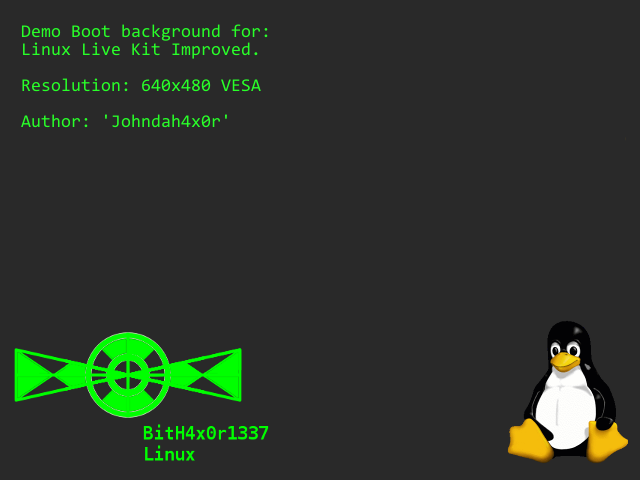 Demo Boot background for:
Linux Live Kit Improved.
Resolution: 640x480 VESA
Author: 'Johndah4x0r'
BitH4x0r1337
Linux